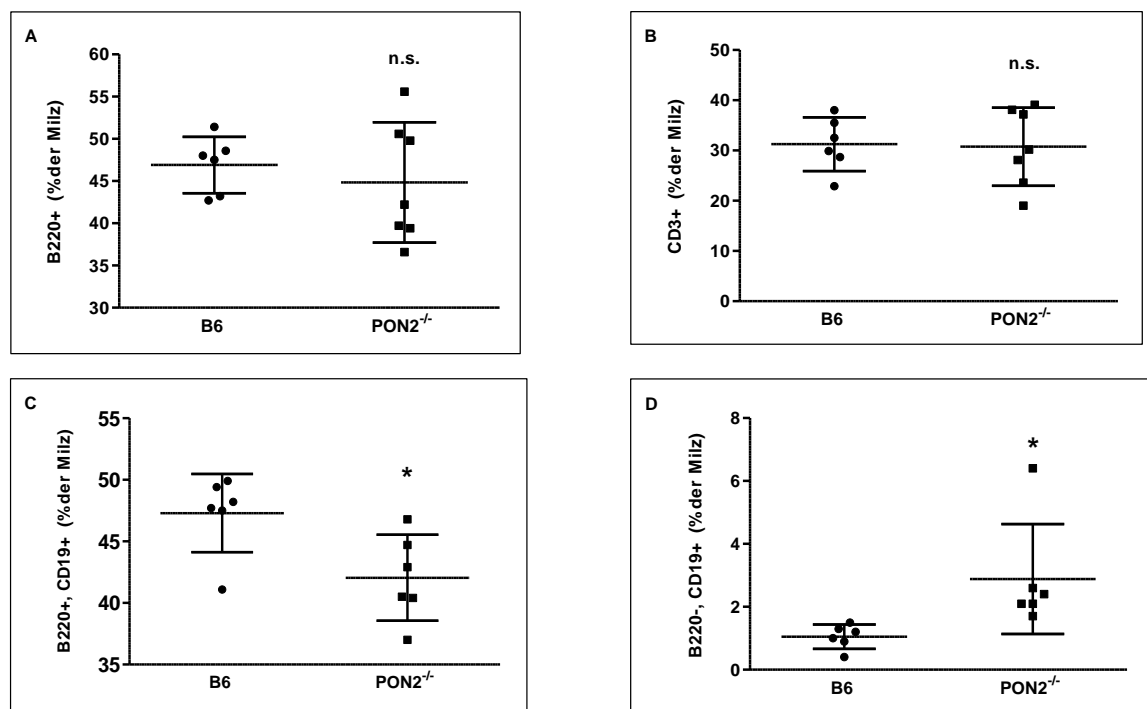 A
B220+ (%der Milz)
60
55
50
45
40
35
30
n.s.
B6
PON2-/-
B
CD3+ (%der Milz)
50
40
30
20
10
0
n.s.
B6
PON2-/-
C
B220+, CD19+ (%der Milz)
55
50
45
40
35
*
B6
PON2-/-
D
B220-, CD19+ (%der Milz)
8
6
4
2
0
*
B6
PON2-/-